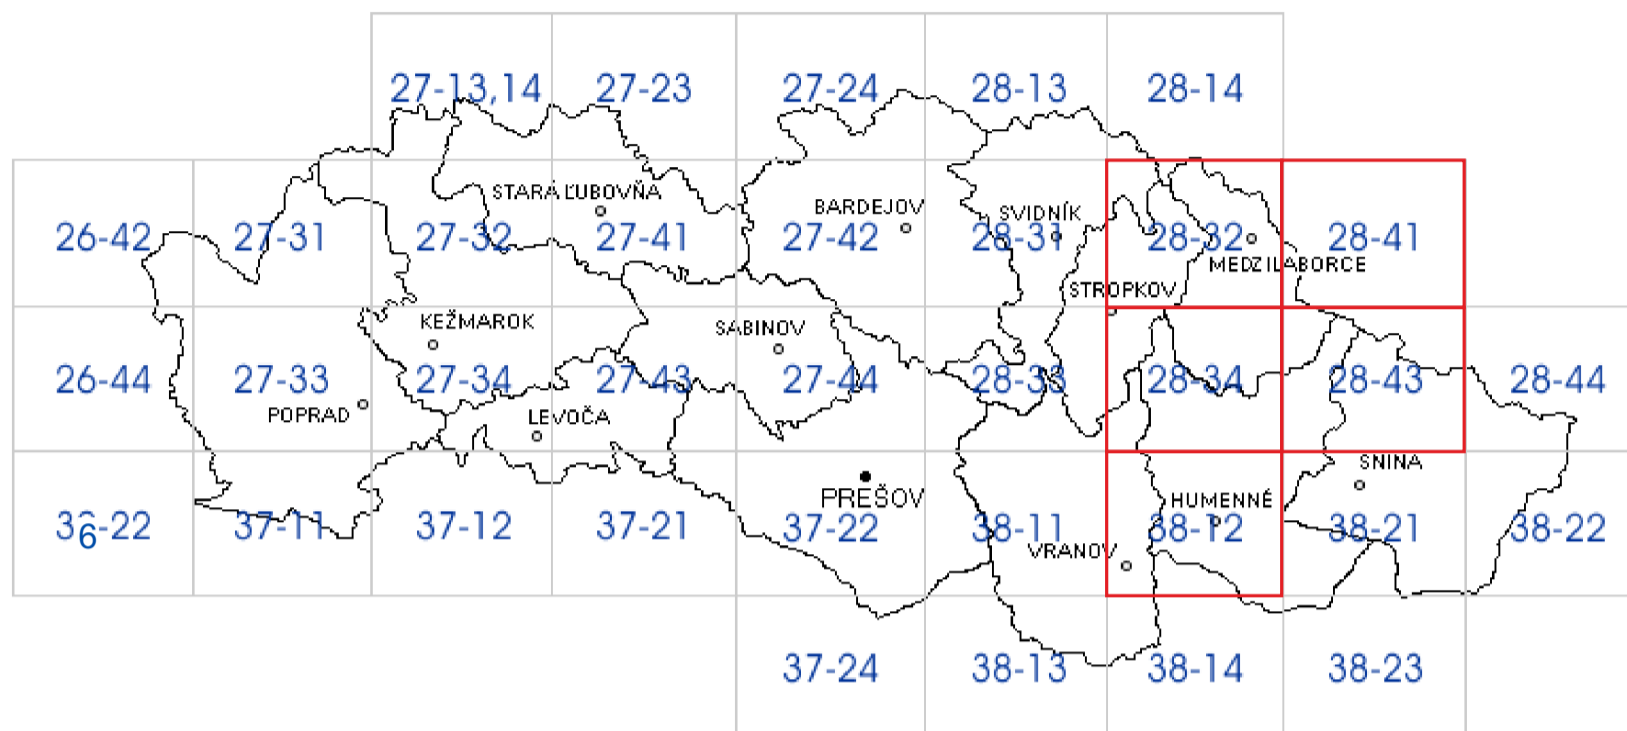 27-13,14 27-23 27-24 28-13 28-14
STARÁ ĽUBOVŇA
BARDEJOV
SVIDNÍK
26-42 27-31 27-32 27-41 27-42 28-31 28-32 28-41
MEDZILABORCE
STROPKOV
KEŽMAROK
SABINOV
26-44 27-33 27-34 27-43 27-44 28-33 28-34 28-43 28-44
POPRAD
LEVOČA
SNINA
PREŠOV
HUMENNÉ
36-22 37-11 37-12 37-21 37-22 38-11 38-12 38-21 38-22
6
VRANOV
37-24 38-13 38-14 38-23